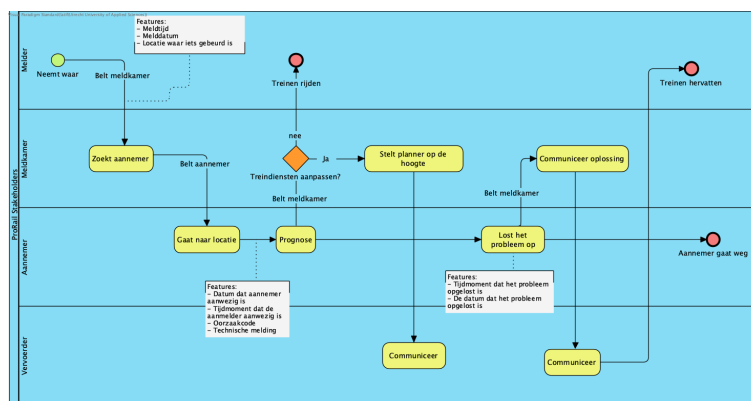 Features:
- Meldtijd
- Melddatum
- Locatie waar iets gebeurd is
Melder
Neemt waar
Belt meldkamer
Treinen rijden
Treinen hervatten
ProRail Stakeholders
Meldkamer
nee
Zoekt aannemer
Belt aannemer
Ja
Treindiensten aanpassen?
Stelt planner op de
hoogte
Communiceer oplossing
Belt meldkamer
Belt meldkamer
Aannemer
Gaat naar locatie
Prognose
Lost het
probleem op
Aannemer gaat weg
Features:
- Datum dat aannemer
aanwezig is
- Tijdmoment dat de
aanmelder aanwezig is
- Oorzaakcode
- Technische melding
Features:
- Tijdmoment dat het probleem
opgelost is
- De datum dat het probleem
opgelost is
Vervoerder
Communiceer
Communiceer